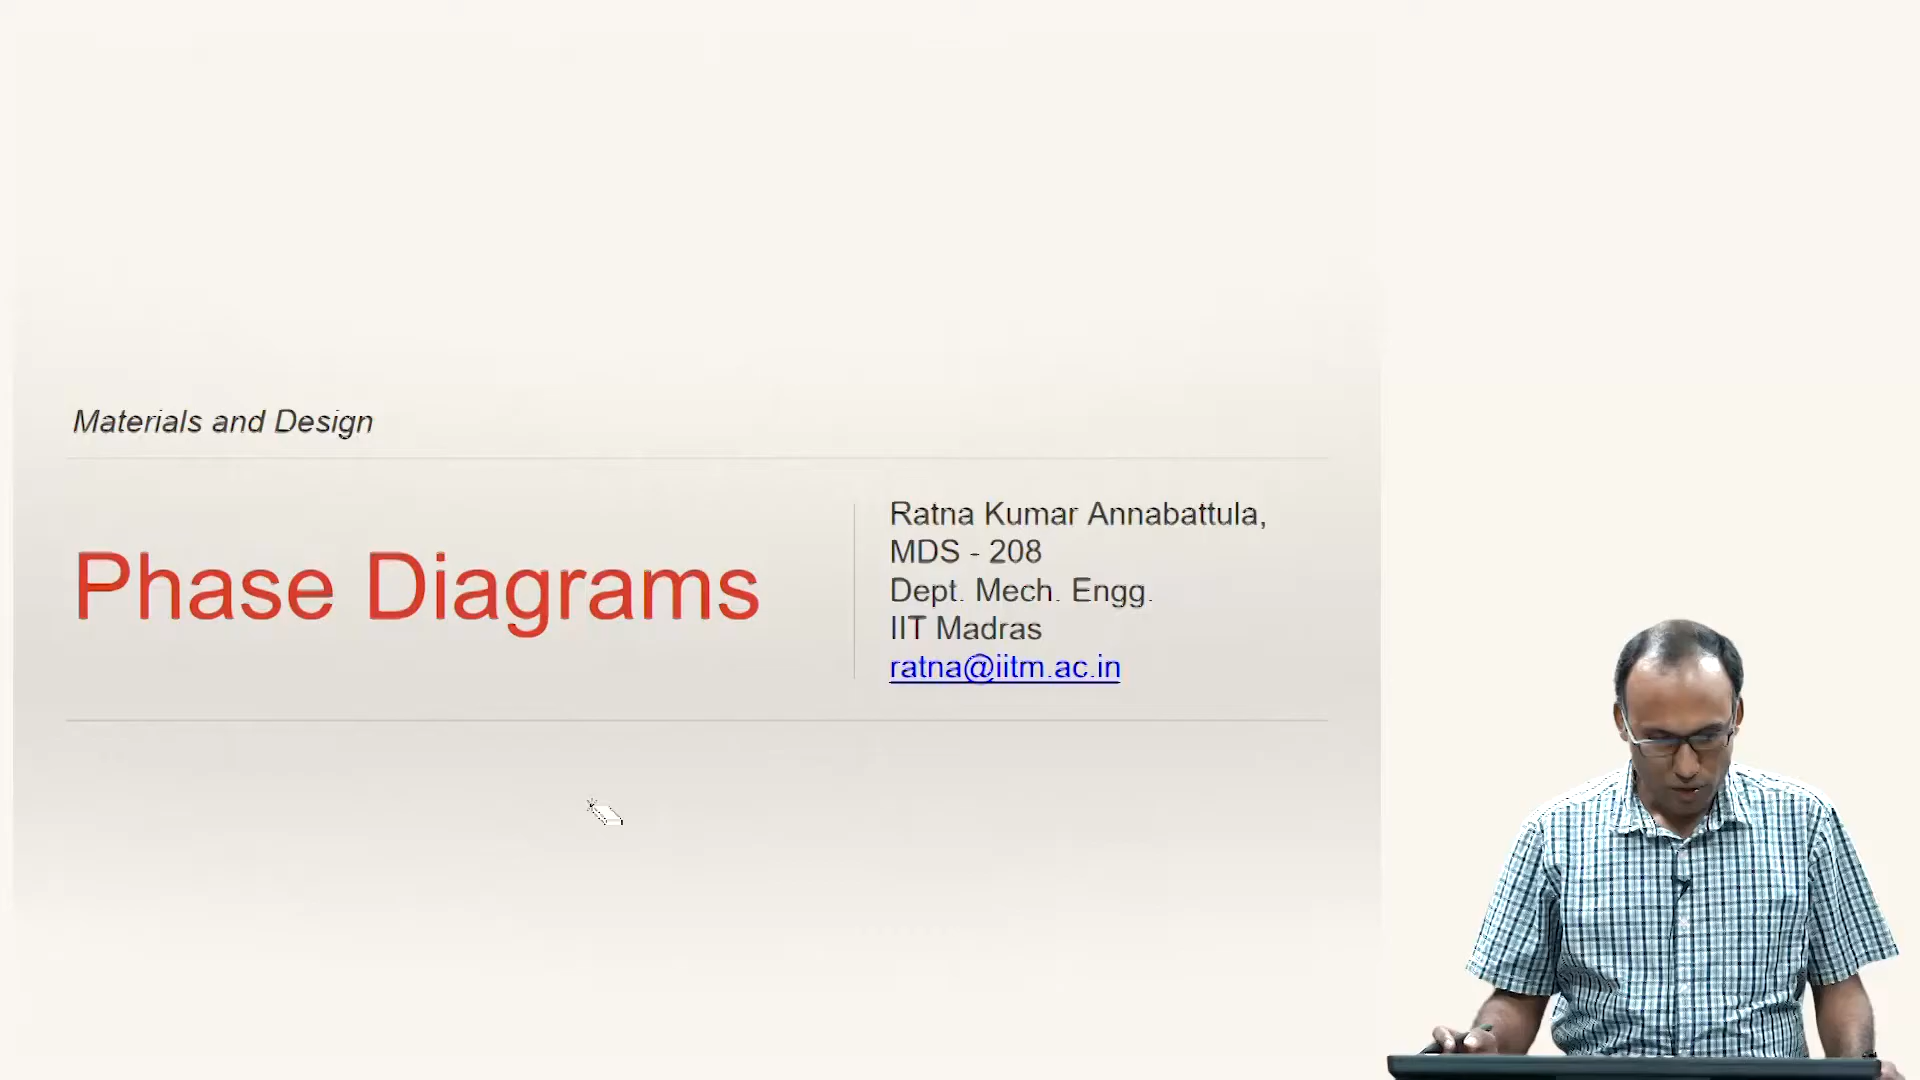 Materials and Design
Phase Diagrams
Ratna Kumar Annabattula,
MDS - 208
Dept. Mech. Engg.
IIT Madras
ratna@iitm.ac.in